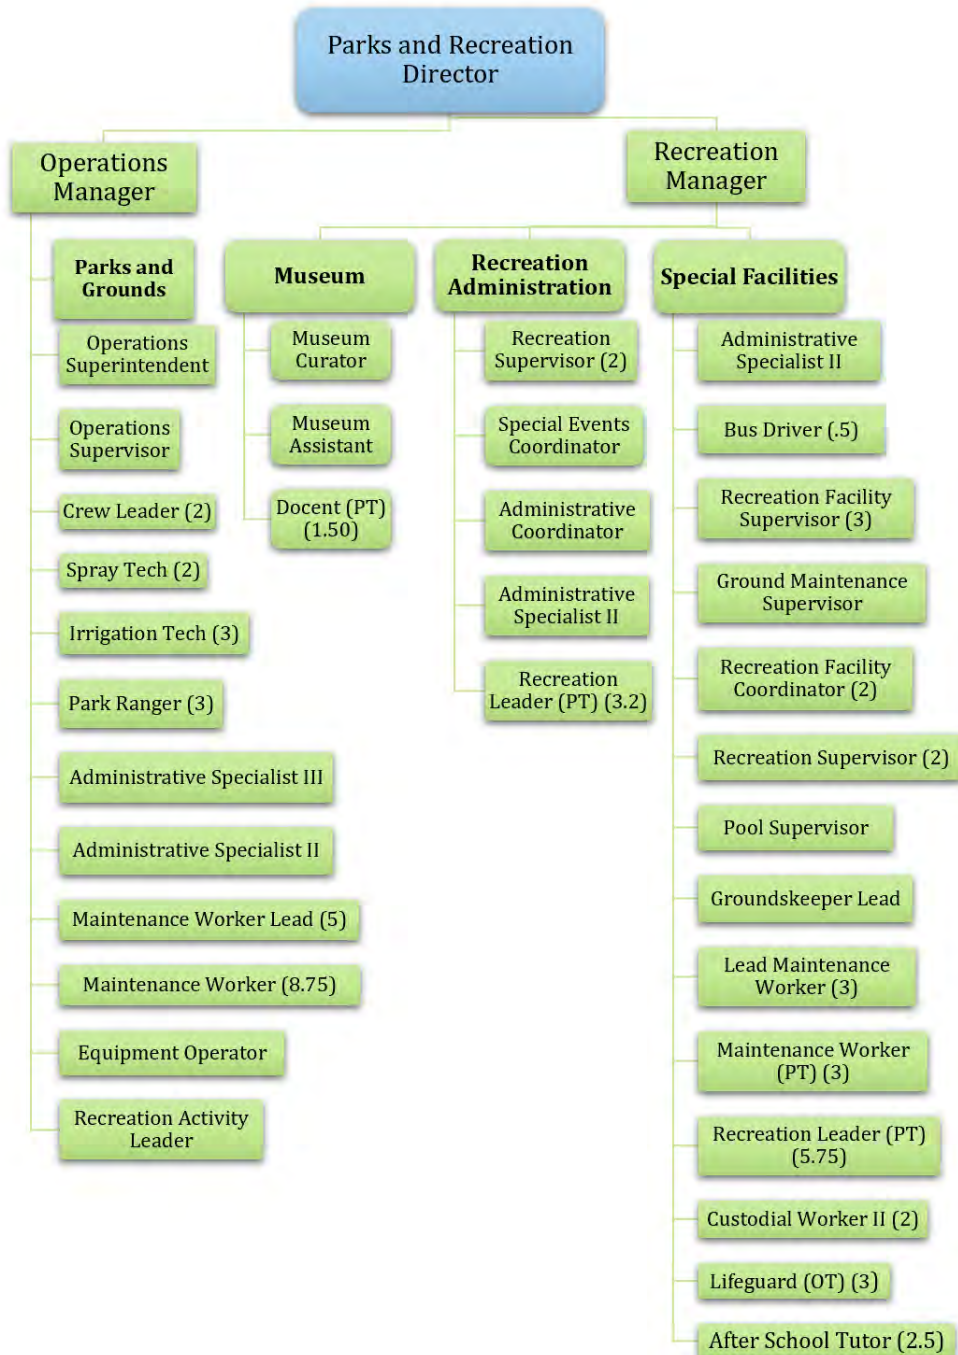 Parks and Recreation
Director
Operations
Manager
Recreation
Manager
Parks and
Grounds
Operations
Superintendent
Operations
Supervisor
Crew Leader (2)
Spray Tech (2)
Irrigation Tech (3)
Park Ranger (3)
Administrative Specialist III
Administrative Specialist II
Maintenance Worker Lead (5)
Maintenance Worker (8.75)
Equipment Operator
Recreation Activity
Leader
Museum
Museum
Curator
Museum
Assistant
Docent (PT)
(1.50)
Recreation
Administration
Recreation
Supervisor (2)
Special Events
Coordinator
Administrative
Coordinator
Administrative
Specialist II
Recreation
Leader (PT) (3.2)
Special Facilities
Administrative
Specialist II
Bus Driver (.5)
Recreation Facility
Supervisor (3)
Ground Maintenance
Supervisor
Recreation Facility
Coordinator (2)
Recreation Supervisor (2)
Pool Supervisor
Groundskeeper Lead
Lead Maintenance
Worker (3)
Maintenance Worker
(PT) (3)
Recreation Leader (PT)
(5.75)
Custodial Worker II (2)
Lifeguard (OT) (3)
After School Tutor (2.5)